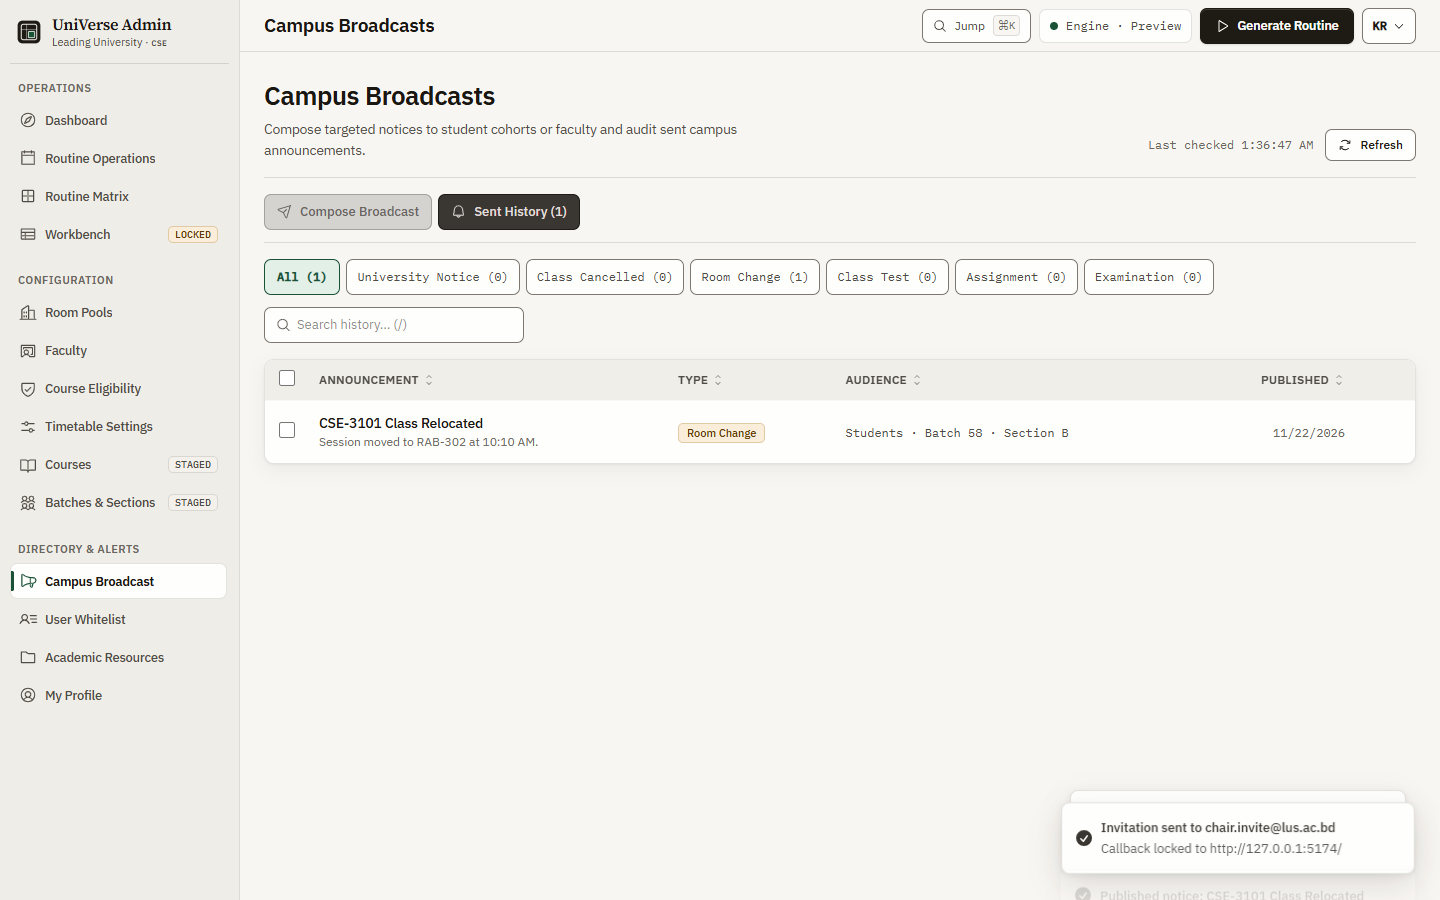 UniVerse Admin
Leading University · CSE
OPERATIONS
Dashboard
Routine Operations
Routine Matrix
Workbench LOCKED
CONFIGURATION
Room Pools
Faculty
Course Eligibility
Timetable Settings
Courses STAGED
Batches & Sections STAGED
DIRECTORY & ALERTS
Campus Broadcast
User Whitelist
Academic Resources
My Profile
Campus Broadcasts
Jump ⌘K
Engine · Preview
Generate Routine
KR
Campus Broadcasts
Compose targeted notices to student cohorts or faculty and audit sent campus
announcements.
Last checked 1:36:47 AM
Refresh
Compose Broadcast
Sent History (1)
All (1)
University Notice (0)
Class Cancelled (0)
Room Change (1)
Class Test (0)
Assignment (0)
Examination (0)
Search history... (/)
ANNOUNCEMENT TYPE AUDIENCE PUBLISHED
CSE-3101 Class Relocated
Session moved to RAB-302 at 10:10 AM.
Room Change
Students · Batch 58 · Section B
11/22/2026
Invitation sent to chair.invite@lus.ac.bd
Callback locked to http://127.0.0.1:5174/
Published notice: CSE-3101 Class Relocated